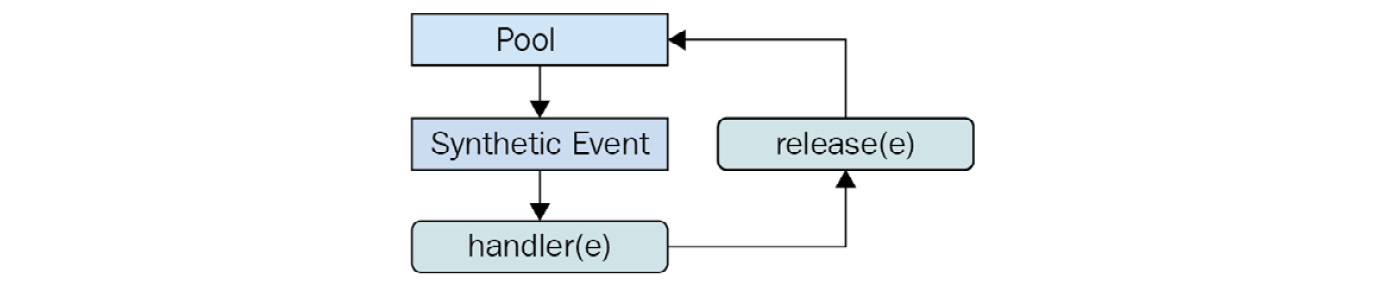 Pool
Synthetic Event
release(e)
handler(e)